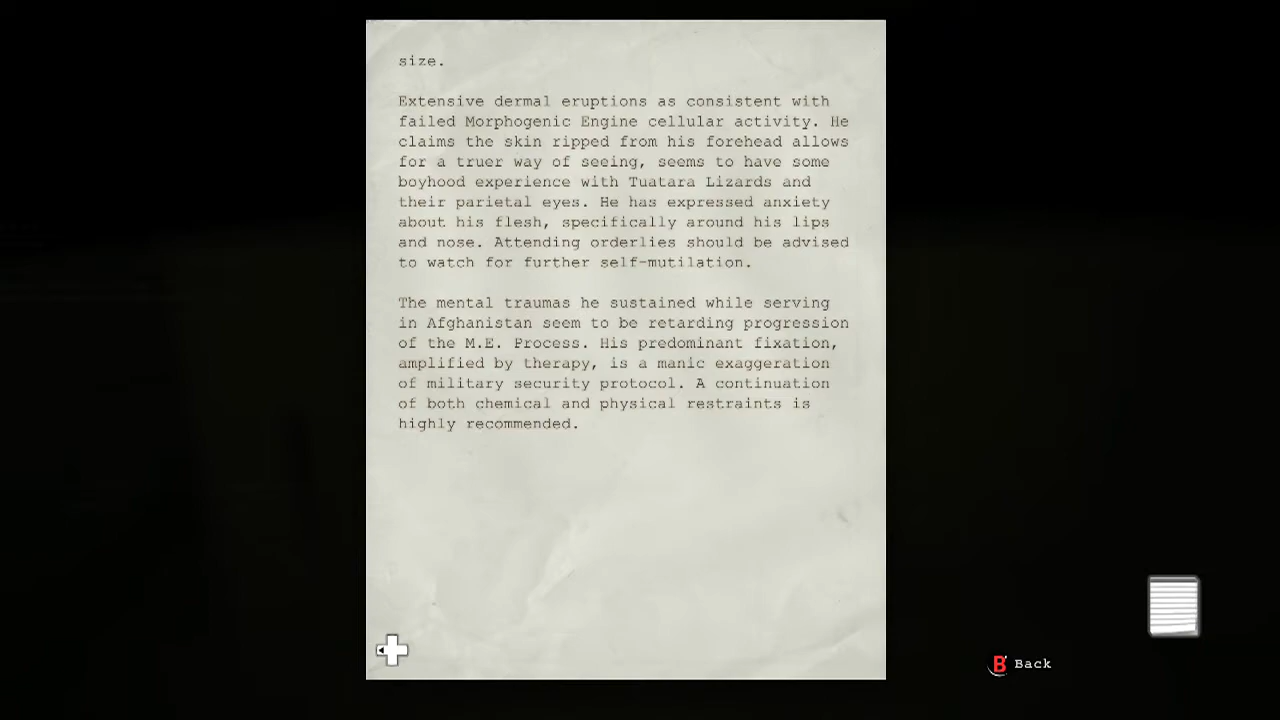 size.
Extensive dermal eruptions as consistent with
failed Morphogenic Engine cellular activity. He
claims the skin ripped from his forehead allows
for a truer way of seeing, seems to have some
boyhood experience with Tuatara Lizards and
their parietal eyes. He has expressed anxiety
about his flesh, specifically around his lips
and nose. Attending orderlies should be advised
to watch for further self-mutilation.
The mental traumas he sustained while serving
in Afghanistan seem to be retarding progression
of the M.E. Process. His predominant fixation,
amplified by therapy, is a manic exaggeration
of military security protocol. A continuation
of both chemical and physical restraints is
highly recommended.
B Back